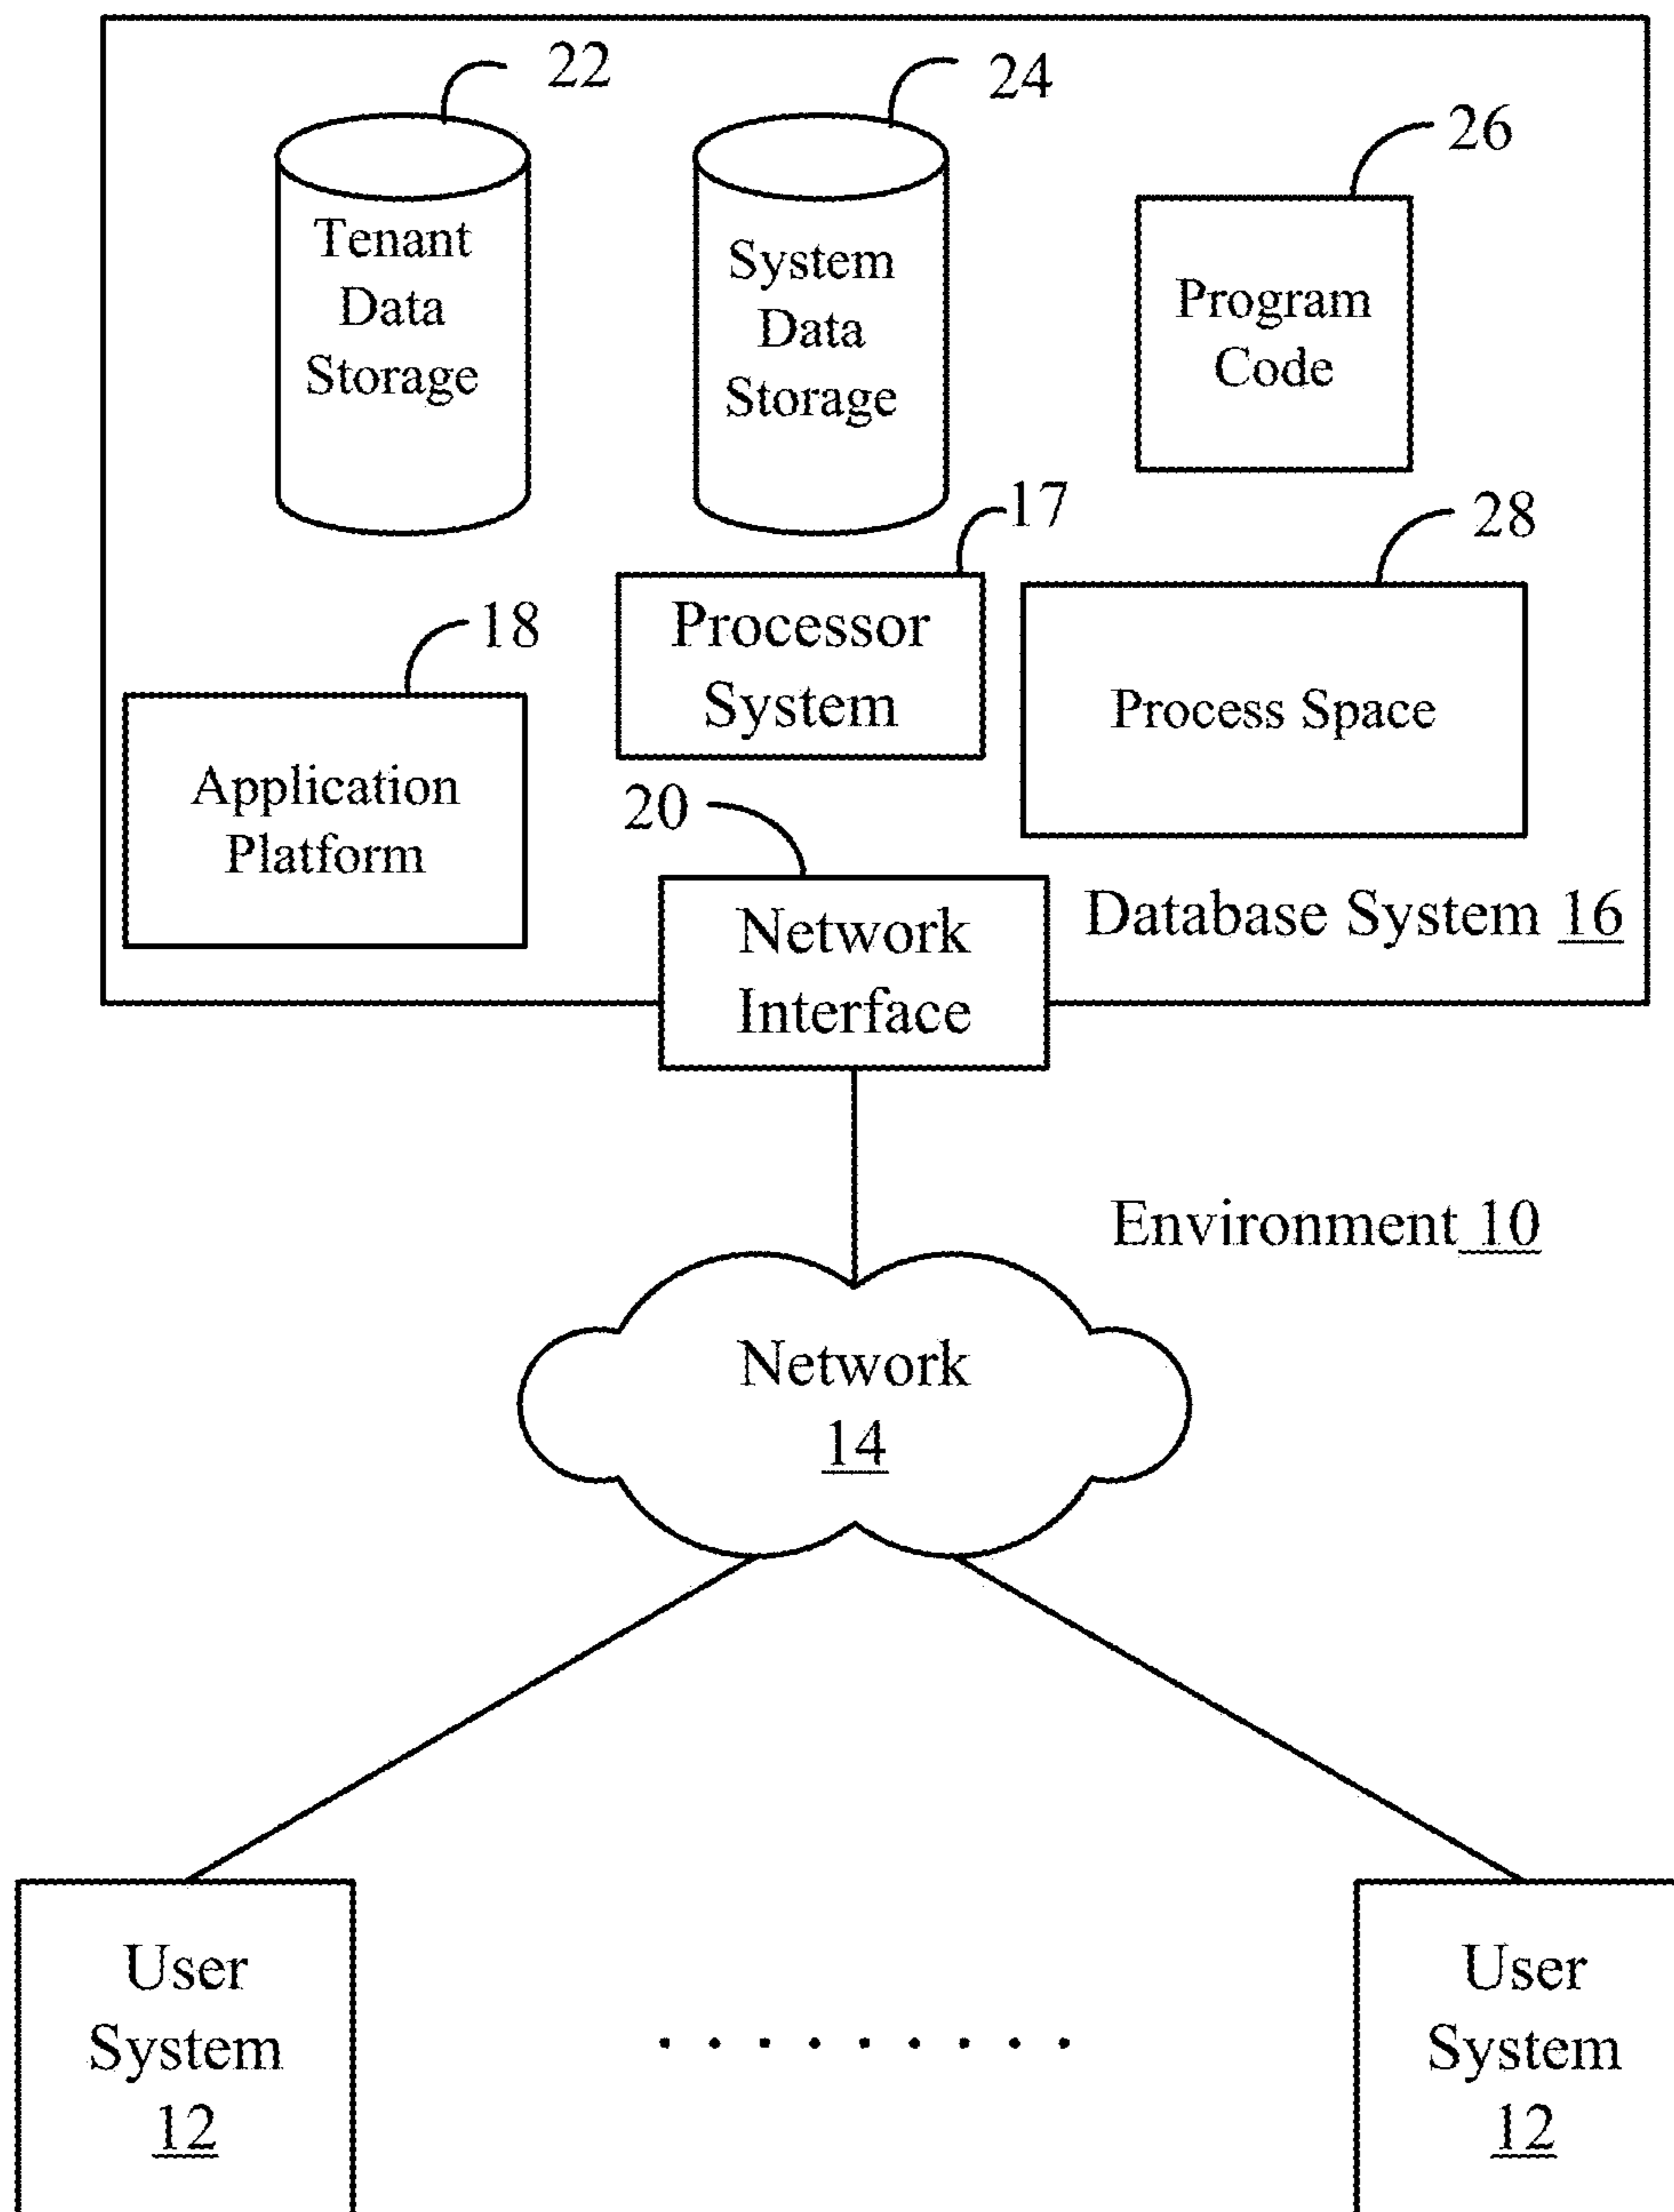 22
24
26
Tenant
Data
Storage
System
Data
Storage
Program
Code
17
28
18
Processor
System
Process Space
Application
Platform
20
Network
Interface
Database System 16
Environment 10
Network
14
User
System
12
User
System
12